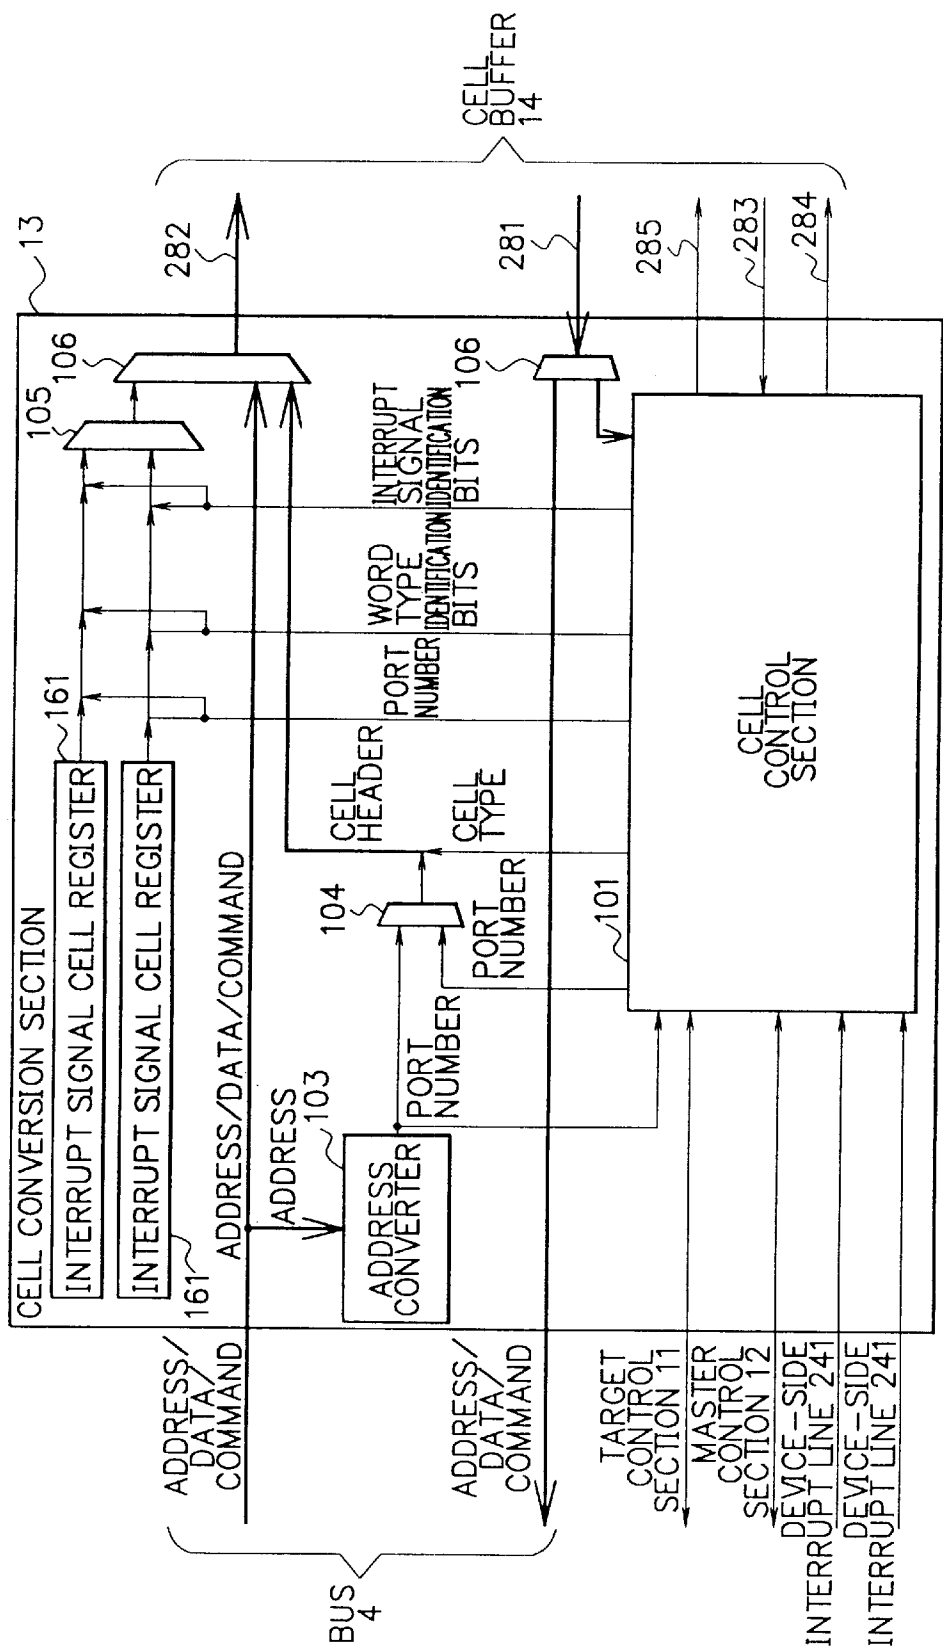 CELL CONVERSION SECTION
13
INTERRUPT SIGNAL CELL REGISTER
161
INTERRUPT SIGNAL CELL REGISTER
161
105
106
282
CELL
BUFFER
14
ADDRESS/
DATA/
COMMAND
ADDRESS/DATA/COMMAND
ADDRESS
103
ADDRESS
CONVERTER
PORT
NUMBER
104
PORT
NUMBER
CELL
HEADER
CELL
TYPE
PORT
NUMBER
WORD
TYPE
IDENTIFICATION
BITS
INTERRUPT
SIGNAL
IDENTIFICATION
BITS
106
281
BUS
4
ADDRESS/
DATA/
COMMAND
101
CELL
CONTROL
SECTION
285
283
284
TARGET
CONTROL
SECTION 11
MASTER
CONTROL
SECTION 12
DEVICE-SIDE
INTERRUPT LINE 241
DEVICE-SIDE
INTERRUPT LINE 241